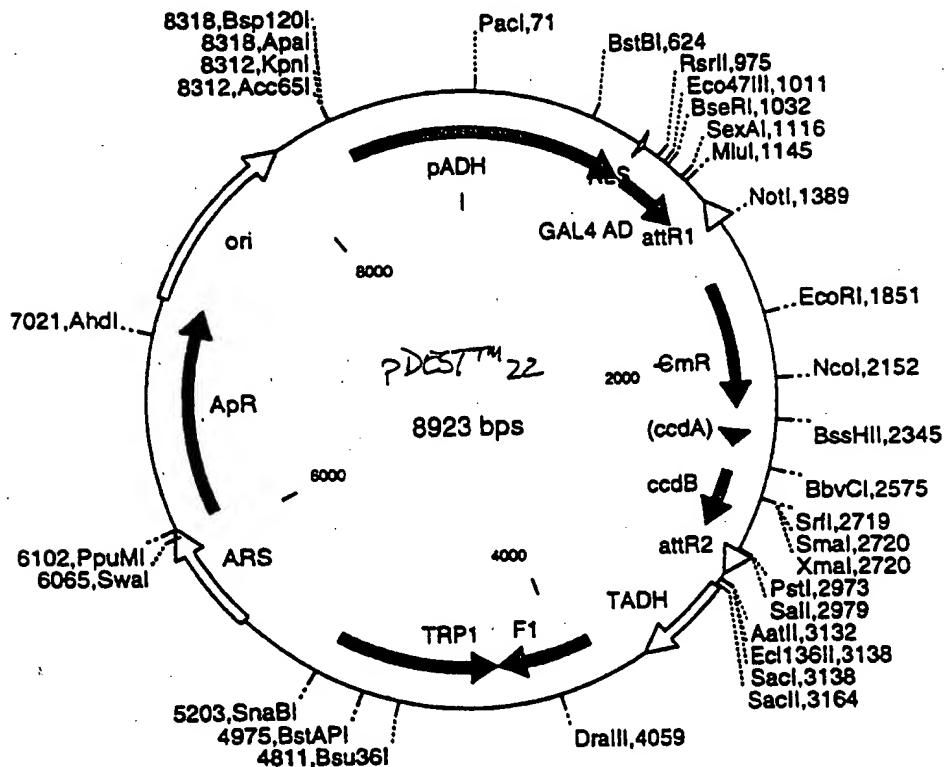 8318,Bsp120I
8318,ApaI
8312,KpnI
8312,Acc65I
PacI,71
BstBI,624
RsrII,975
Eco47III,1011
BseRI,1032
SexAI,1116
MluI,1145
NotI,1389
pADH
GAL4 AD
attR1
ori
8000
7021,AhdI
EcoRI,1851
pDEST™22
2000
CmR
NcoI,2152
ApR
8923 bps
(ccdA)
BssHII,2345
ccdB
BbvCI,2575
6000
SrfI,2719
SmaI,2720
XmaI,2720
attR2
6102,PpuMI
6065,SwaI
ARS
4000
PstI,2973
SalI,2979
TADH
AatII,3132
Ecl136II,3138
SacI,3138
SacII,3164
TRP1
F1
5203,SnaBI
4975,BstAPI
4811,Bsu36I
DraIII,4059